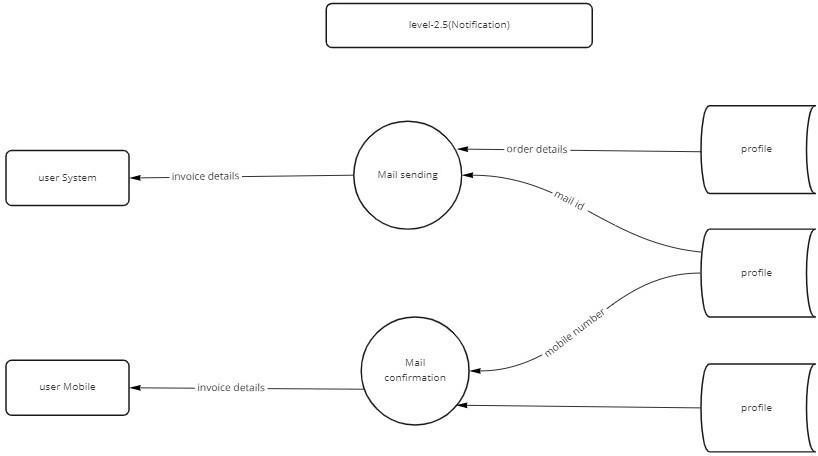 level-2.5(Notification)
order details
profile
user System
invoice details
Mail sending
mail id
profile
mobile number
Mail
confirmation
user Mobile
invoice details
profile